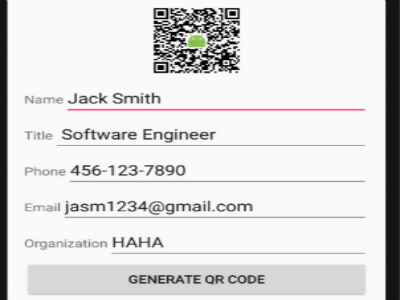 Name Jack Smith
Title Software Engineer
Phone 456-123-7890
Email jasm1234@gmail.com
Organization HAHA
GENERATE QR CODE